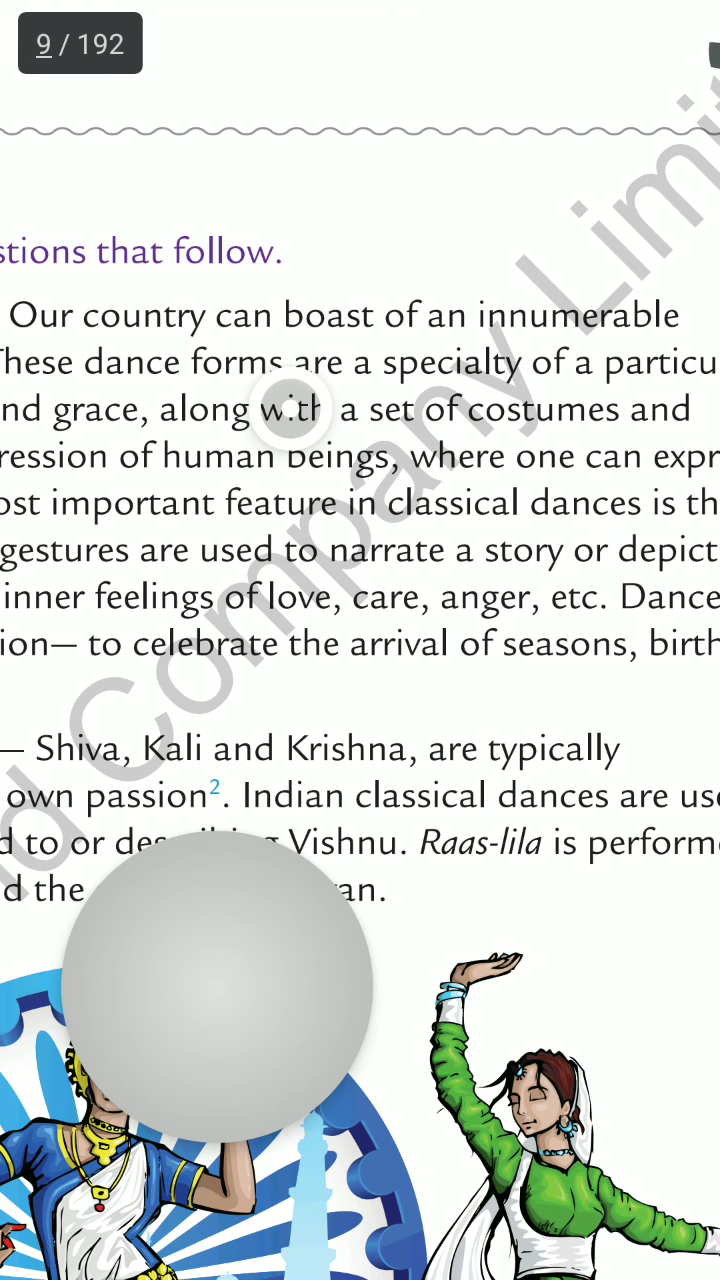 9 / 192
stions that follow.
Our country can boast of an innumerable
These dance forms are a specialty of a particu
nd grace, along with a set of costumes and
ression of human beings, where one can expr
ost important feature in classical dances is th
gestures are used to narrate a story or depict
inner feelings of love, care, anger, etc. Dance
ion— to celebrate the arrival of seasons, birth
— Shiva, Kali and Krishna, are typically
own passion². Indian classical dances are use
d to or Vishnu. Raas-lila is performe
d the
d Company Limit